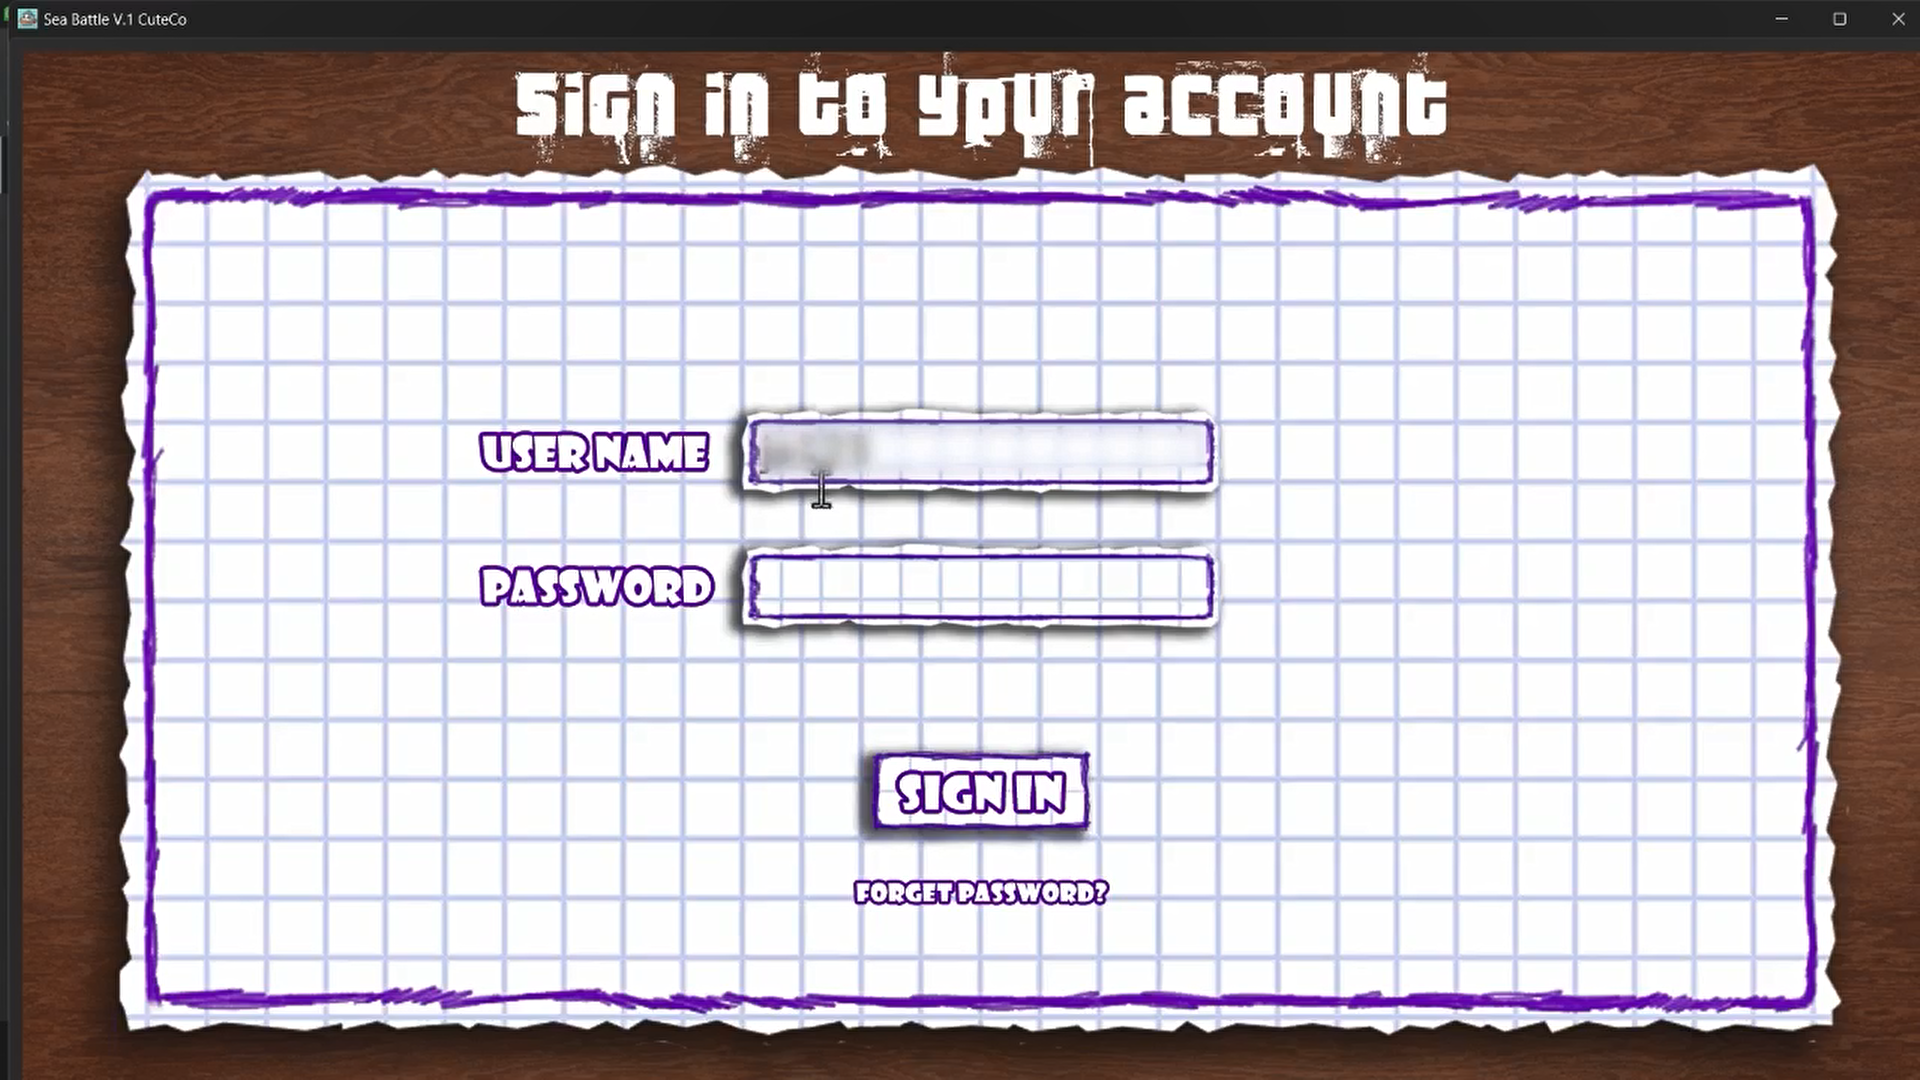 Sea Battle V.1 CuteCo
Sign in to your account
USER NAME
PASSWORD
SIGN IN
FORGET PASSWORD?